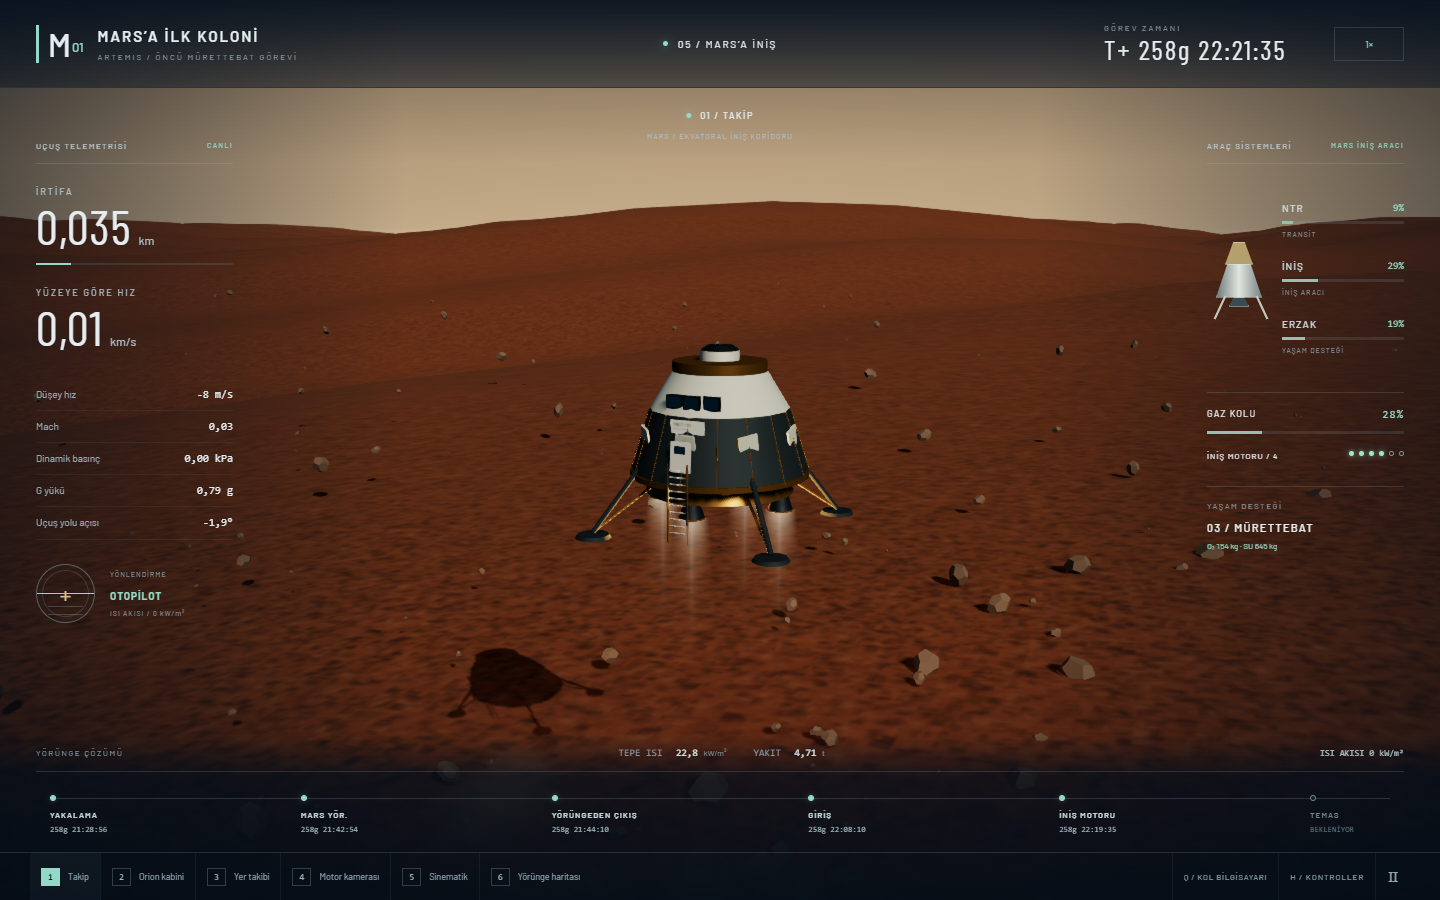 M01
MARS'A İLK KOLONİ
ARTEMIS / ÖNCÜ MÜRETTEBAT GÖREVİ
05 / MARS'A İNİŞ
GÖREV ZAMANI
T+ 258g 22:21:35
1×
01 / TAKİP
MARS / EKVATORAL İNİŞ KORİDORU
UÇUŞ TELEMETRİSİ
CANLI
İRTİFA
0,035 km
YÜZEYE GÖRE HIZ
0,01 km/s
Düşey hız -8 m/s
Mach 0,03
Dinamik basınç 0,00 kPa
G yükü 0,79 g
Uçuş yolu açısı -1,9°
YÖNLENDİRME
OTOPİLOT
ISI AKISI / 0 kW/m²
ARAÇ SİSTEMLERİ
MARS İNİŞ ARACI
NTR 9%
TRANSİT
İNİŞ 29%
İNİŞ ARACI
ERZAK 19%
YAŞAM DESTEĞİ
GAZ KOLU 28%
İNİŞ MOTORU / 4
YAŞAM DESTEĞİ
03 / MÜRETTEBAT
O₂ 154 kg · SU 645 kg
YÖRÜNGE ÇÖZÜMÜ
TEPE ISI 22,8 kW/m²
YAKIT 4,71 t
ISI AKISI 0 kW/m²
YAKALAMA
258g 21:28:56
MARS YÖR.
258g 21:42:54
YÖRÜNGEDEN ÇIKIŞ
258g 21:44:10
GİRİŞ
258g 22:08:10
İNİŞ MOTORU
258g 22:19:35
TEMAS
BEKLENİYOR
1 Takip
2 Orion kabini
3 Yer takibi
4 Motor kamerası
5 Sinematik
6 Yörünge haritası
Q / KOL BİLGİSAYARI
H / KONTROLLER